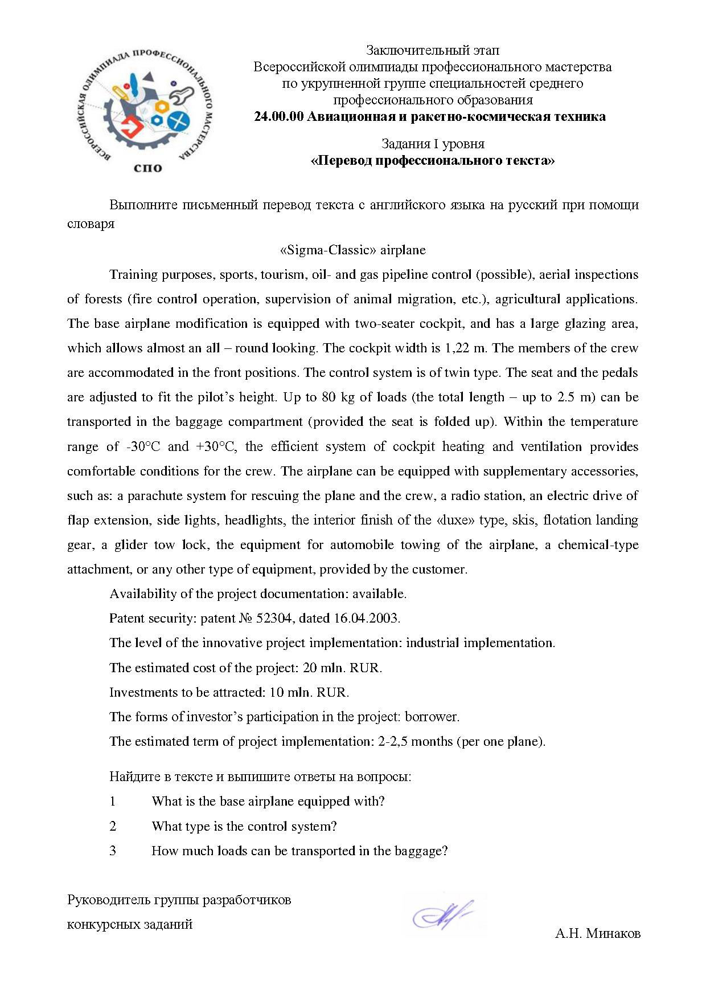 ВСЕРОССИЙСКАЯ ОЛИМПИАДА ПРОФЕССИОНАЛЬНОГО МАСТЕРСТВА
СПО
Заключительный этап
Всероссийской олимпиады профессионального мастерства
по укрупненной группе специальностей среднего
профессионального образования
24.00.00 Авиационная и ракетно-космическая техника
Задания I уровня
«Перевод профессионального текста»
Выполните письменный перевод текста с английского языка на русский при помощи
словаря
«Sigma-Classic» airplane
Training purposes, sports, tourism, oil- and gas pipeline control (possible), aerial inspections
of forests (fire control operation, supervision of animal migration, etc.), agricultural applications.
The base airplane modification is equipped with two-seater cockpit, and has a large glazing area,
which allows almost an all – round looking. The cockpit width is 1,22 m. The members of the crew
are accommodated in the front positions. The control system is of twin type. The seat and the pedals
are adjusted to fit the pilot’s height. Up to 80 kg of loads (the total length – up to 2.5 m) can be
transported in the baggage compartment (provided the seat is folded up). Within the temperature
range of -30°C and +30°C, the efficient system of cockpit heating and ventilation provides
comfortable conditions for the crew. The airplane can be equipped with supplementary accessories,
such as: a parachute system for rescuing the plane and the crew, a radio station, an electric drive of
flap extension, side lights, headlights, the interior finish of the «luxe» type, skis, flotation landing
gear, a glider tow lock, the equipment for automobile towing of the airplane, a chemical-type
attachment, or any other type of equipment, provided by the customer.
Availability of the project documentation: available.
Patent security: patent № 52304, dated 16.04.2003.
The level of the innovative project implementation: industrial implementation.
The estimated cost of the project: 20 mln. RUR.
Investments to be attracted: 10 mln. RUR.
The forms of investor’s participation in the project: borrower.
The estimated term of project implementation: 2-2,5 months (per one plane).
Найдите в тексте и выпишите ответы на вопросы:
1 What is the base airplane equipped with?
2 What type is the control system?
3 How much loads can be transported in the baggage?
Руководитель группы разработчиков
конкурсных заданий
А.Н. Минаков